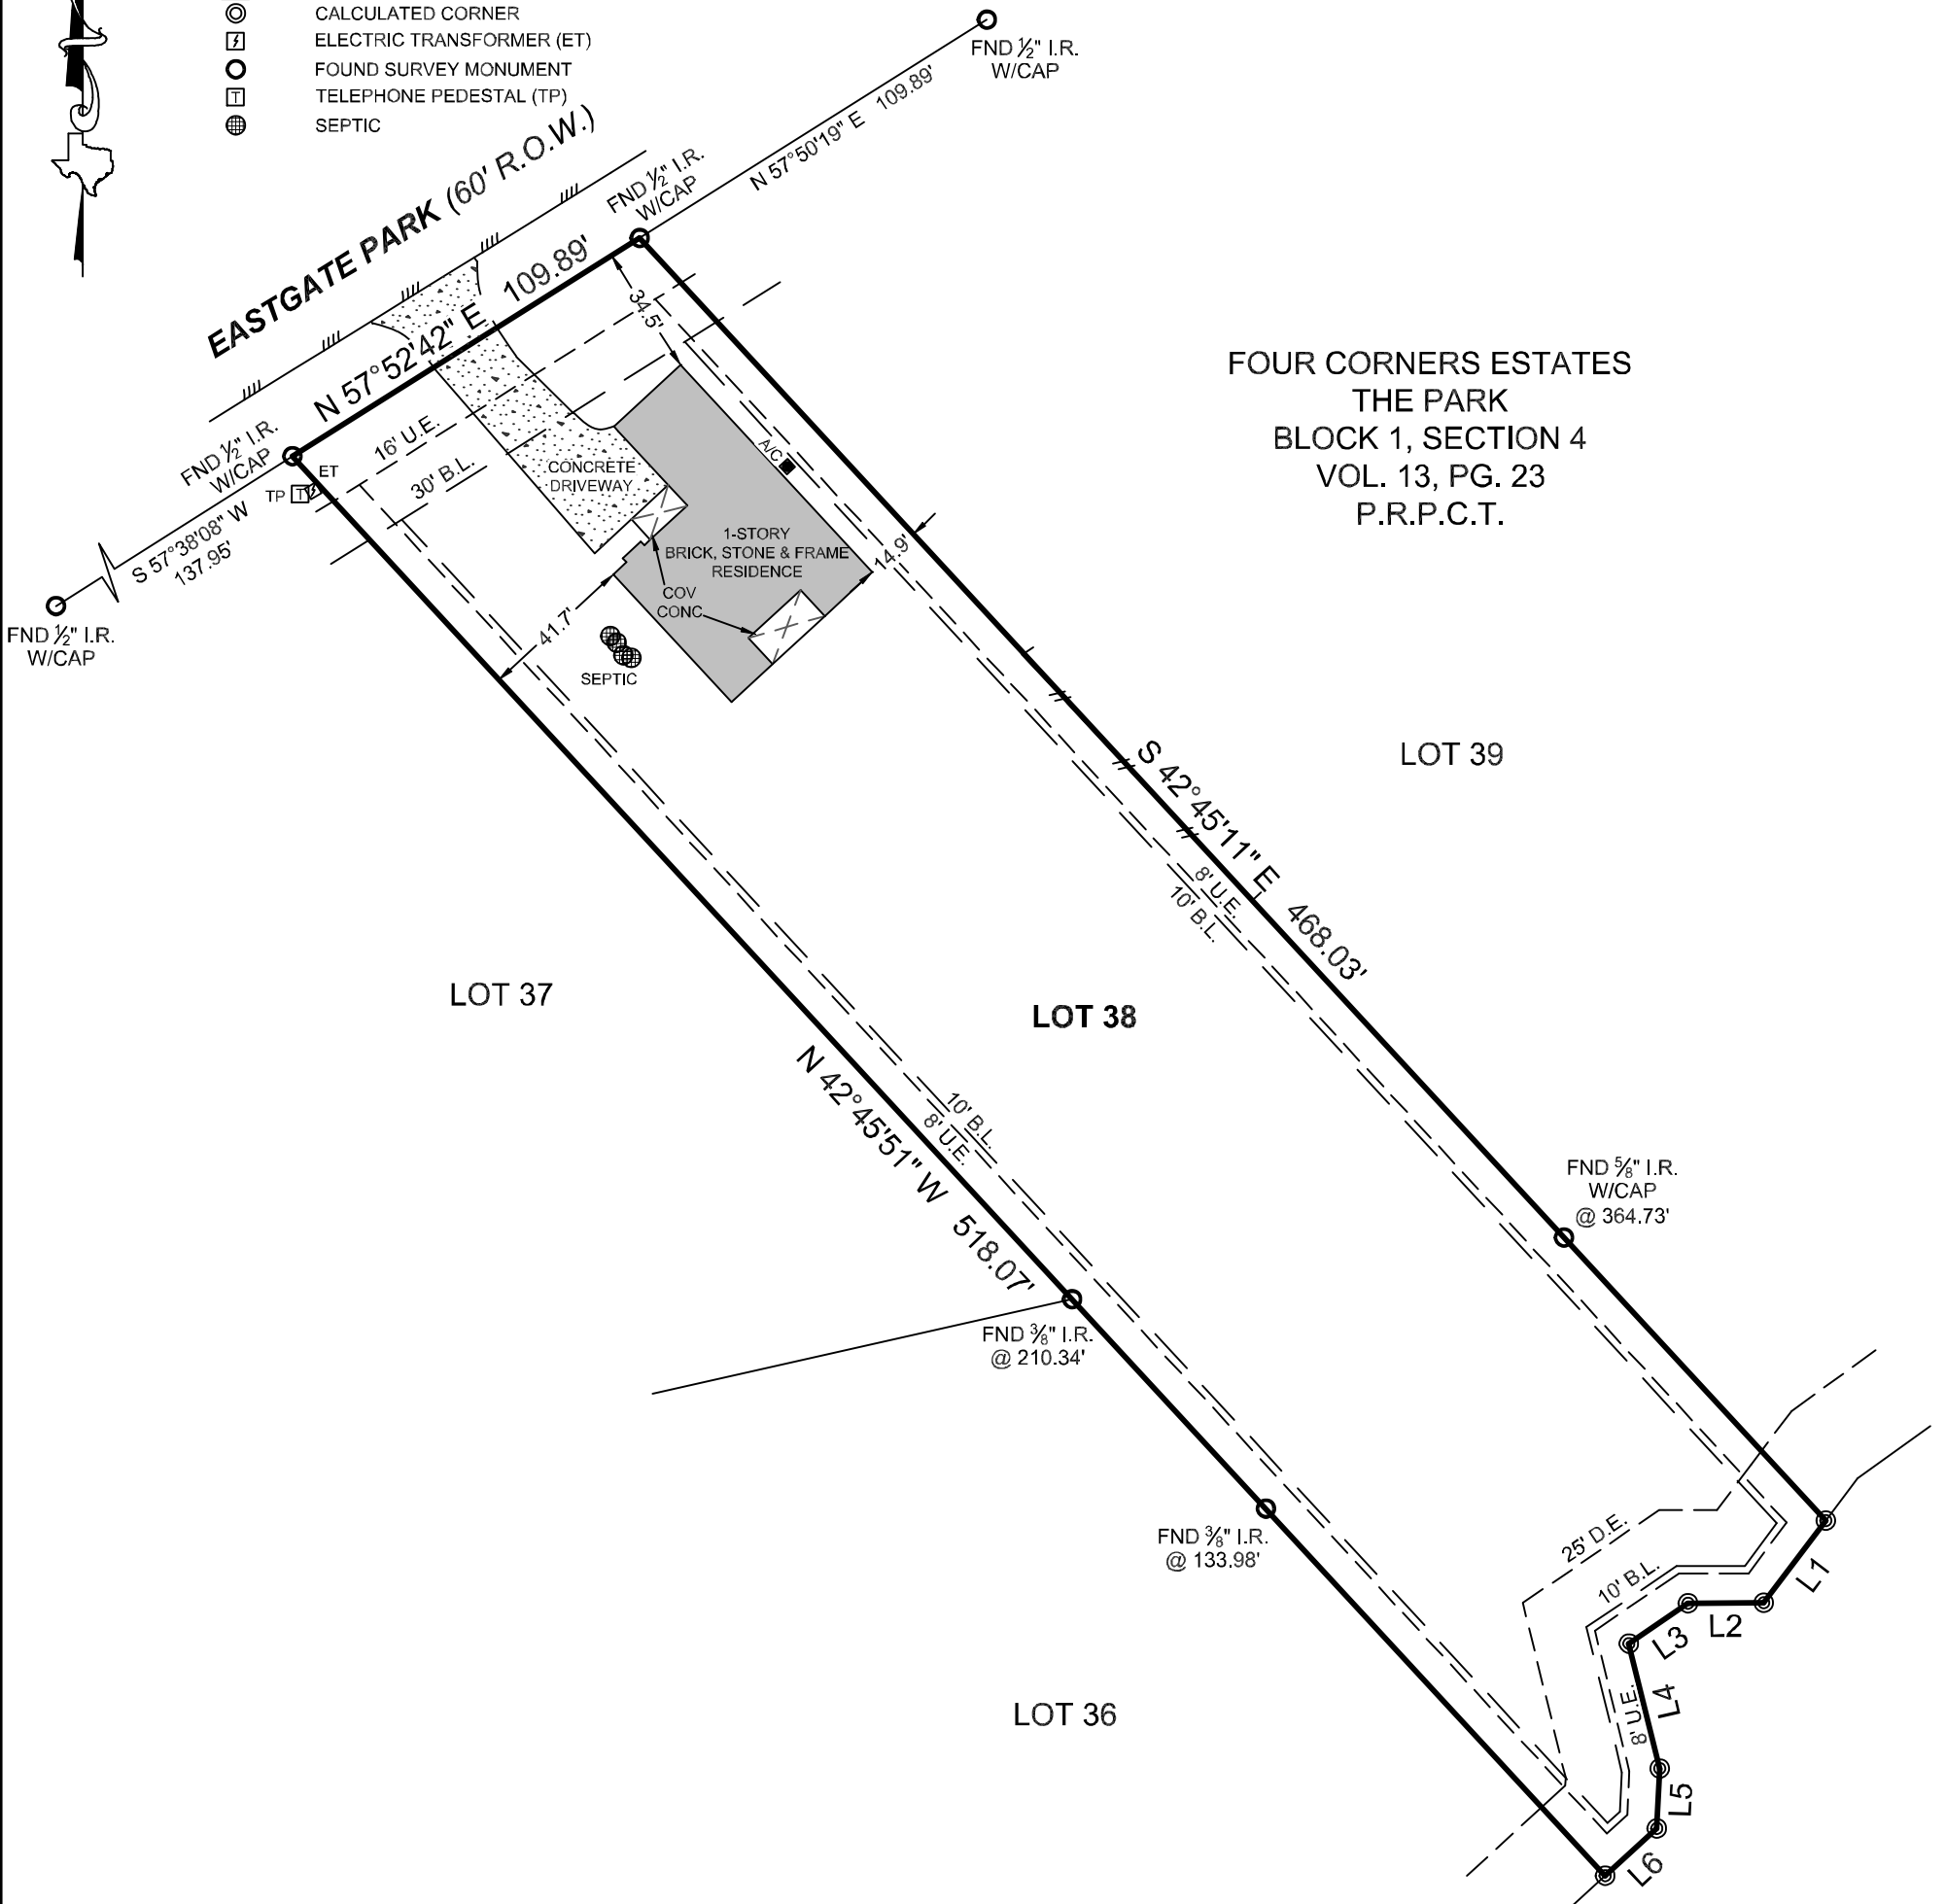 CALCULATED CORNER
ELECTRIC TRANSFORMER (ET)
FOUND SURVEY MONUMENT
T TELEPHONE PEDESTAL (TP)
SEPTIC
FND ½" I.R.
W/CAP
N 57°50'19" E 109.89'
EASTGATE PARK (60' R.O.W.)
FND ½" I.R.
W/CAP
N 57°52'42" E 109.89'
34.5'
FND ½" I.R.
W/CAP
16' U.E.
30' B.L.
ET
TP T
S 57°38'08" W
137.95'
FND ½" I.R.
W/CAP
CONCRETE
DRIVEWAY
A/C
1-STORY
BRICK, STONE & FRAME
RESIDENCE
14.9'
COV
CONC
41.7'
SEPTIC
FOUR CORNERS ESTATES
THE PARK
BLOCK 1, SECTION 4
VOL. 13, PG. 23
P.R.P.C.T.
LOT 39
S 42°45'11" E 468.03'
8' U.E.
10' B.L.
LOT 37
LOT 38
N 42°45'51" W 518.07'
10' B.L.
8' U.E.
FND ⅝" I.R.
W/CAP
@ 364.73'
FND ⅜" I.R.
@ 210.34'
FND ⅜" I.R.
@ 133.98'
25' D.E.
10' B.L.
8' U.E.
L1
L2
L3
L4
L5
L6
LOT 36